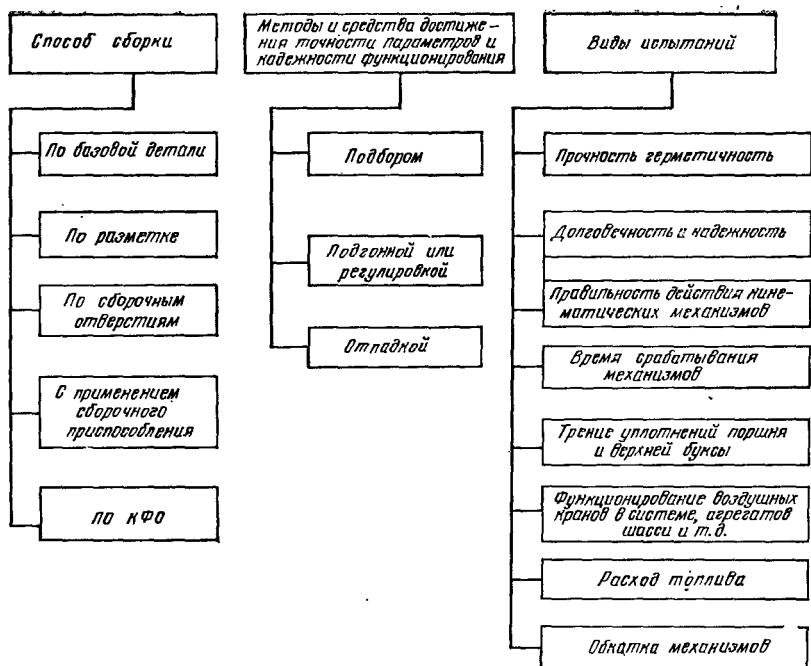 Способ сборки
По базовой детали
По разметке
По сборочным
отверстиям
С применением
сборочного
приспособления
по КФО
Методы и средства достиже-
ния точности параметров и
надежности функционирования
Подбором
Подгонной или
регулировкой
Отладкой
Виды испытаний
Прочность герметичность
Долговечность и надежность
Правильность действия кине-
матических механизмов
Время срабатывания
механизмов
Трение уплотнений поршня
и верхней буксы
Функционирование воздушных
кранов в системе, агрегатов
шасси и т.д.
Расход топлива
Обкатка механизмов